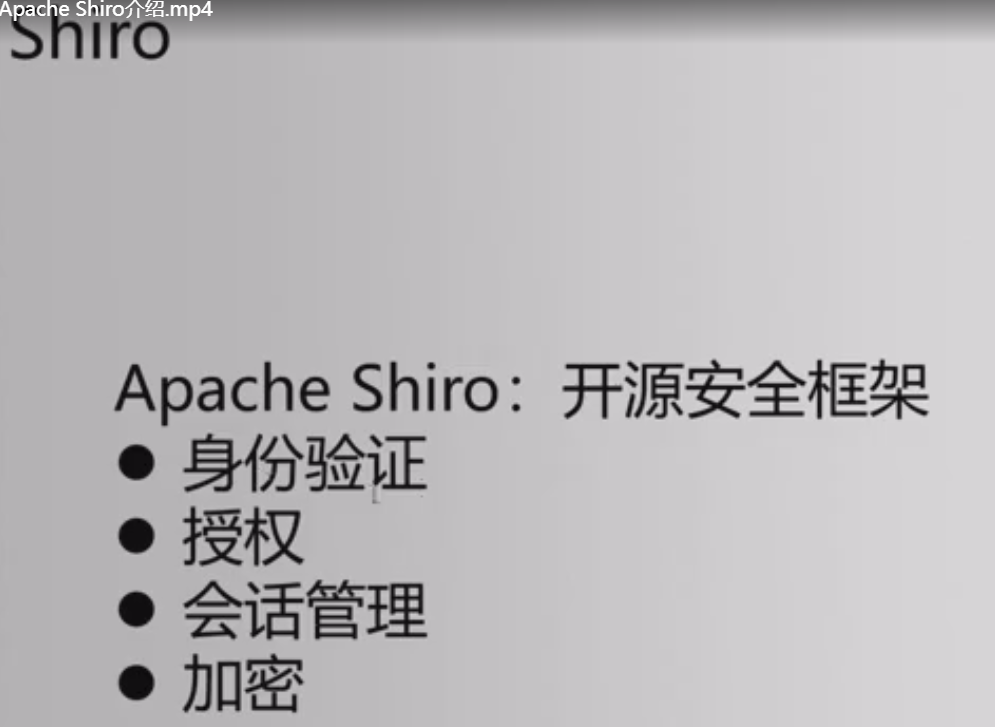 Apache Shiro介绍.mp4
Shiro
Apache Shiro：开源安全框架
● 身份验证
● 授权
● 会话管理
● 加密